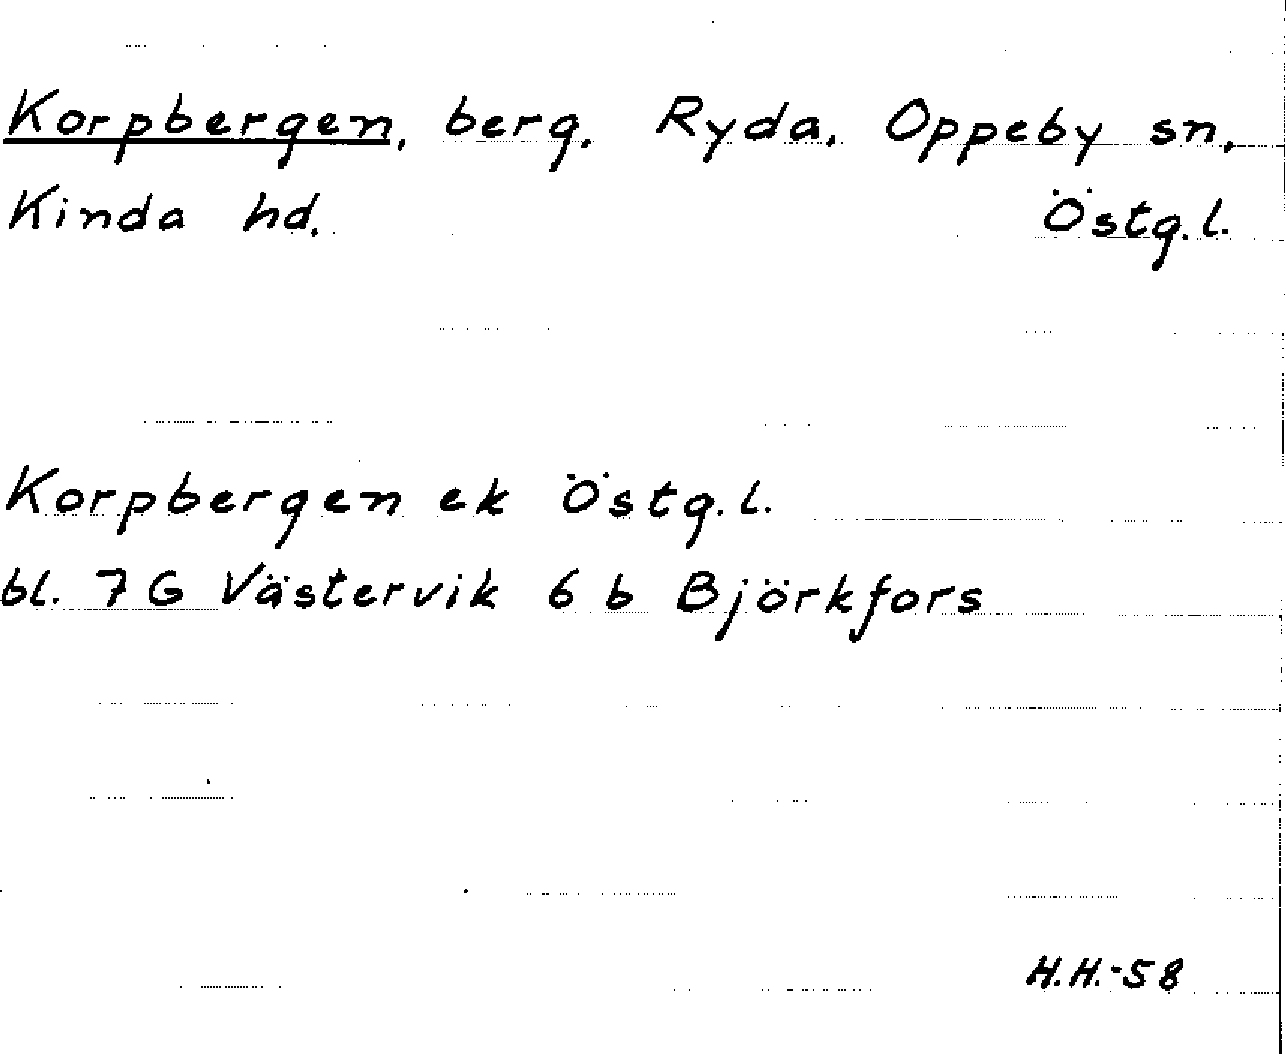 Korpbergen, berg, Ryda, Oppeby sn,
Kinda hd. Östg.l.
Korpbergen ek Östg.l.
bl. 7 G Västervik 6 b Björkfors
H.H.-58